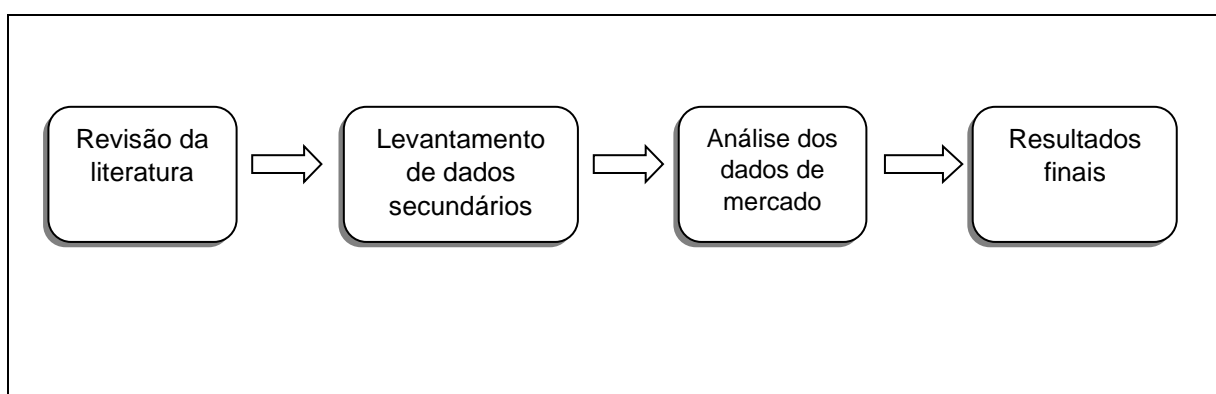 Revisão da
literatura
Levantamento
de dados
secundários
Análise dos
dados de
mercado
Resultados
finais